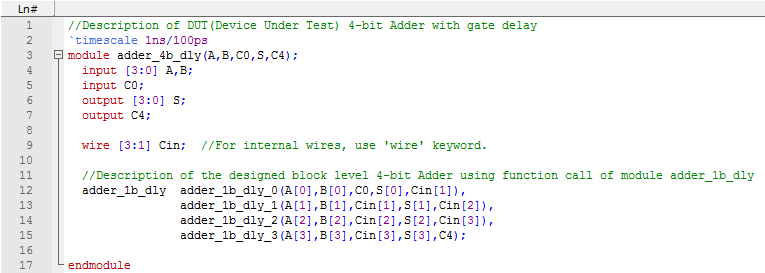 Ln#
1 //Description of DUT(Device Under Test) 4-bit Adder with gate delay
2 `timescale 1ns/100ps
3 module adder_4b_dly(A,B,C0,S,C4);
4 input [3:0] A,B;
5 input C0;
6 output [3:0] S;
7 output C4;
8
9 wire [3:1] Cin; //For internal wires, use 'wire' keyword.
10
11 //Description of the designed block level 4-bit Adder using function call of module adder_1b_dly
12 adder_1b_dly adder_1b_dly_0(A[0],B[0],C0,S[0],Cin[1]),
13 adder_1b_dly_1(A[1],B[1],Cin[1],S[1],Cin[2]),
14 adder_1b_dly_2(A[2],B[2],Cin[2],S[2],Cin[3]),
15 adder_1b_dly_3(A[3],B[3],Cin[3],S[3],C4);
16
17 endmodule